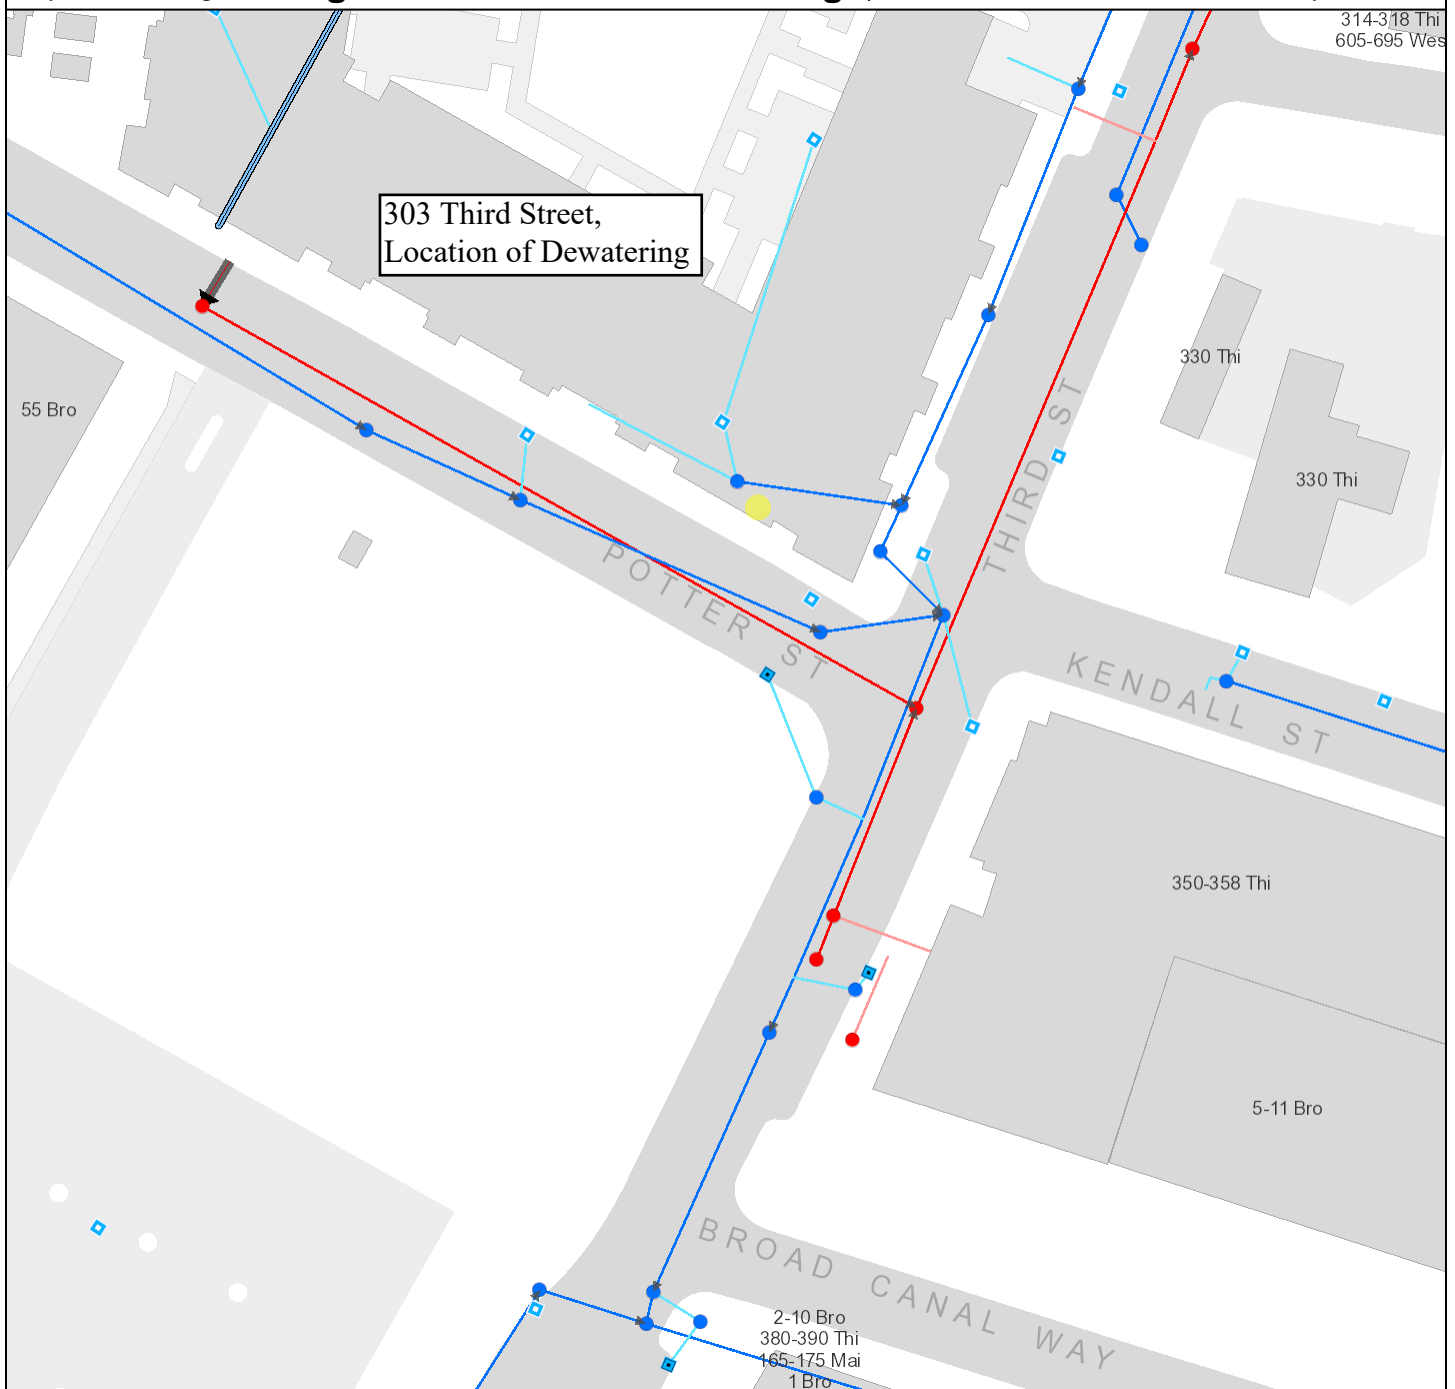 314-318 Thi
605-695 Wes
303 Third Street,
Location of Dewatering
330 Thi
55 Bro
THIRD ST
330 Thi
POTTER ST
KENDALL ST
350-358 Thi
5-11 Bro
BROAD CANAL WAY
2-10 Bro
380-390 Thi
165-175 Mai
1 Bro